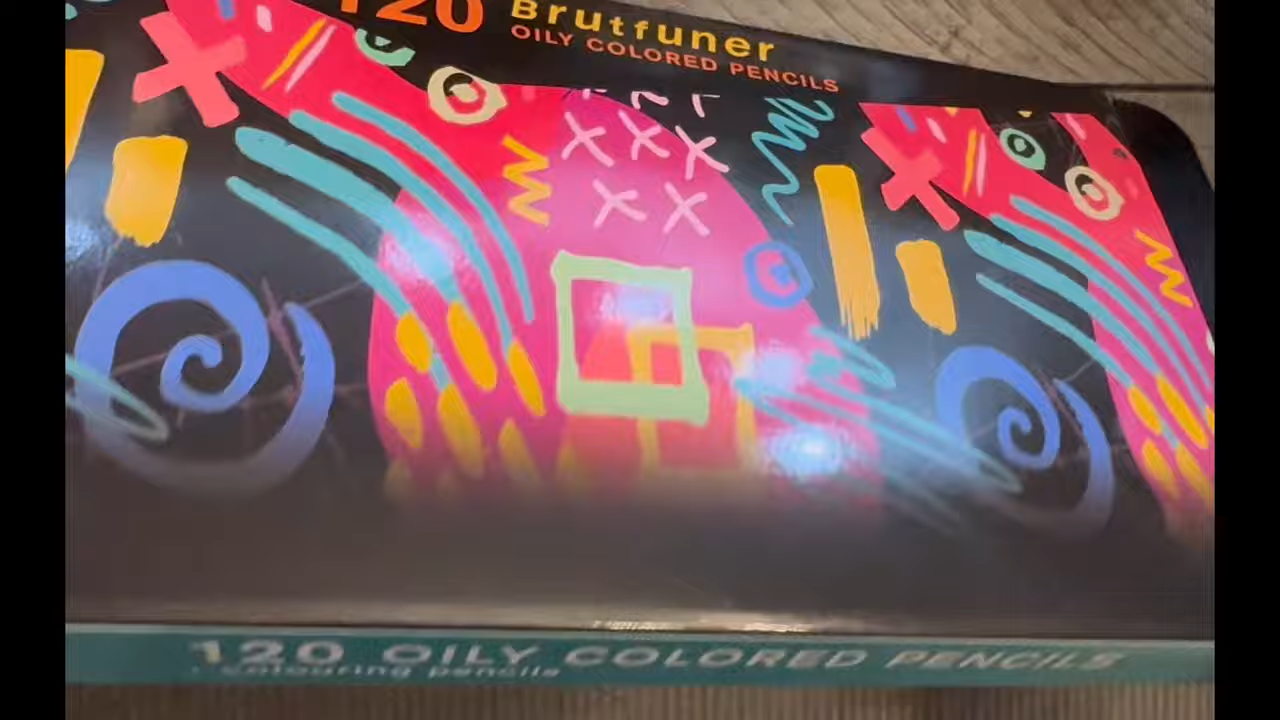 120 Brutfuner
OILY COLORED PENCILS
120 OILY COLORED PENCILS
colouring pencils